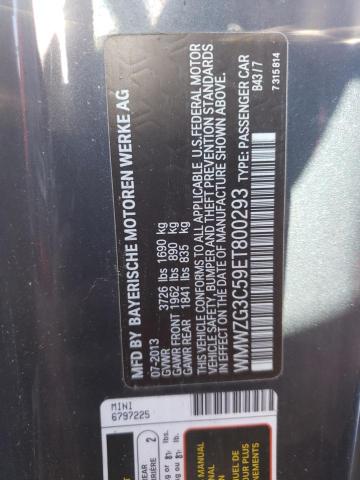 MFD BY BAYERISCHE MOTOREN WERKE AG
07-2013
GVWR 3726 lbs 1690 kg
GAWR FRONT 1962 lbs 890 kg
GAWR REAR 1841 lbs 835 kg
THIS VEHICLE CONFORMS TO ALL APPLICABLE U.S. FEDERAL MOTOR
VEHICLE SAFETY, BUMPER, AND THEFT PREVENTION STANDARDS
IN EFFECT ON THE DATE OF MANUFACTURE SHOWN ABOVE.
WMWZG3C59ET800293 TYPE: PASSENGER CAR
B43/7
7 315 814
MINI
6797225
REAR
2
MANUAL